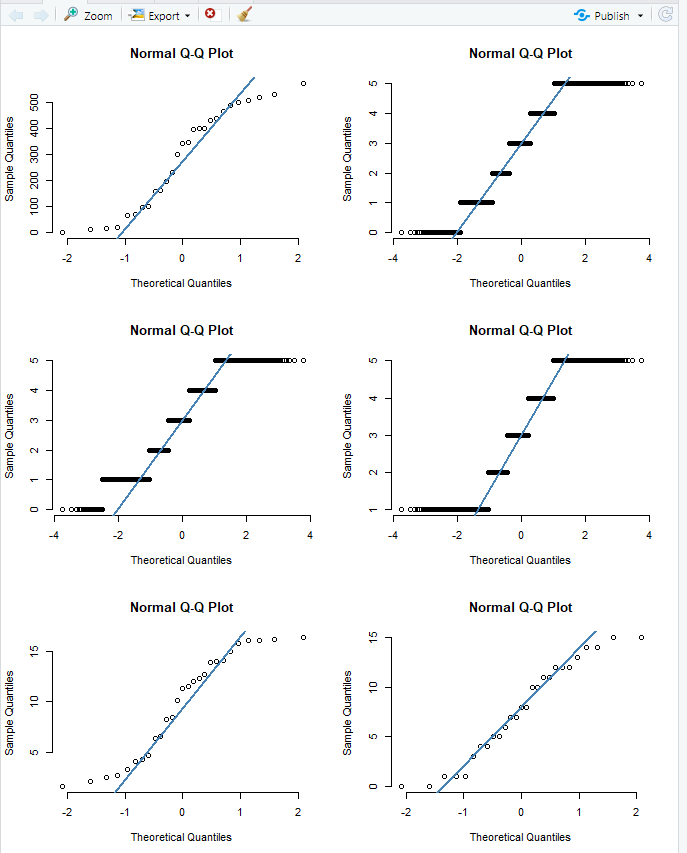 Zoom Export Publish
Normal Q-Q Plot Normal Q-Q Plot
Sample Quantiles
0 100 200 300 400 500
-2 -1 0 1 2
Theoretical Quantiles
Sample Quantiles
0 1 2 3 4 5
-4 -2 0 2 4
Theoretical Quantiles
Normal Q-Q Plot Normal Q-Q Plot
Sample Quantiles
0 1 2 3 4 5
-4 -2 0 2 4
Theoretical Quantiles
Sample Quantiles
1 2 3 4 5
-4 -2 0 2 4
Theoretical Quantiles
Normal Q-Q Plot Normal Q-Q Plot
Sample Quantiles
5 10 15
-2 -1 0 1 2
Theoretical Quantiles
Sample Quantiles
0 5 10 15
-2 -1 0 1 2
Theoretical Quantiles